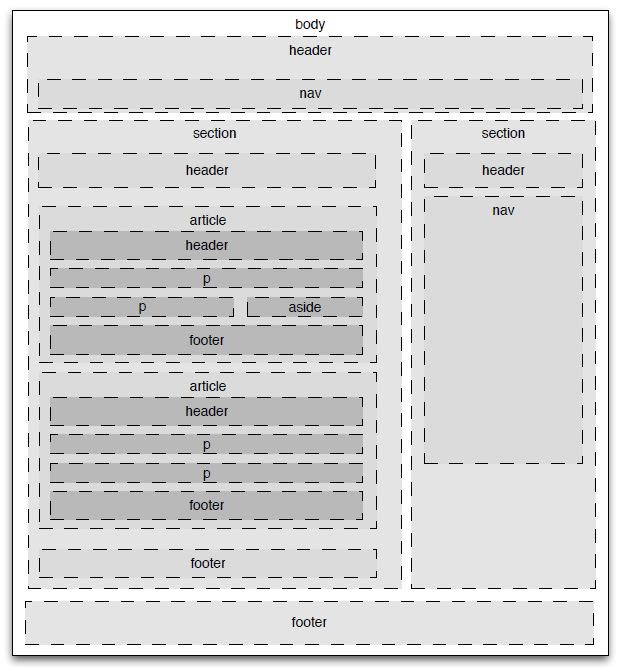 body
header
nav
section
header
article
header
p
p
aside
footer
article
header
p
p
footer
footer
section
header
nav
footer